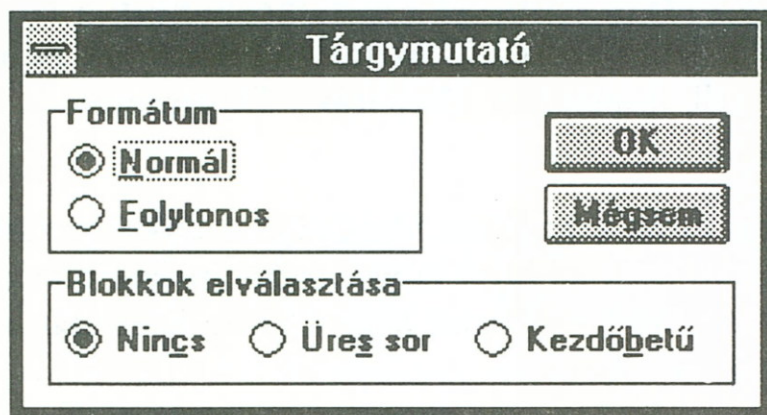 Tárgymutató
Formátum
Normál
Folytonos
OK
Mégsem
Blokkok elválasztása
Nincs Üres sor Kezdőbetű